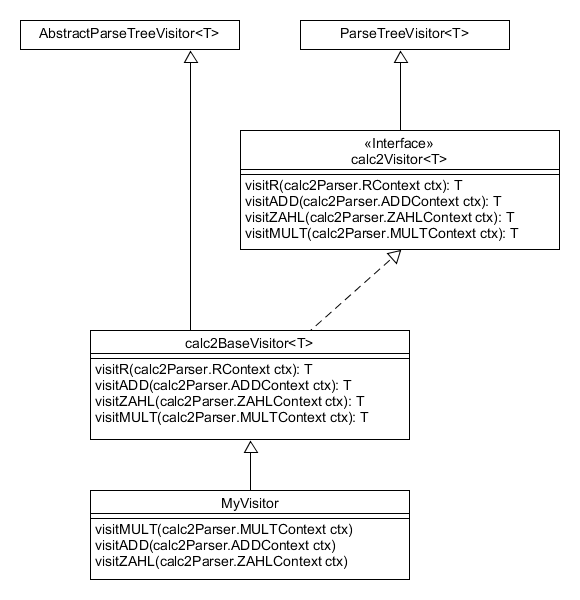 AbstractParseTreeVisitor<T>
ParseTreeVisitor<T>
«Interface»
calc2Visitor<T>
visitR(calc2Parser.RContext ctx): T
visitADD(calc2Parser.ADDContext ctx): T
visitZAHL(calc2Parser.ZAHLContext ctx): T
visitMULT(calc2Parser.MULTContext ctx): T
calc2BaseVisitor<T>
visitR(calc2Parser.RContext ctx): T
visitADD(calc2Parser.ADDContext ctx): T
visitZAHL(calc2Parser.ZAHLContext ctx): T
visitMULT(calc2Parser.MULTContext ctx): T
MyVisitor
visitMULT(calc2Parser.MULTContext ctx)
visitADD(calc2Parser.ADDContext ctx)
visitZAHL(calc2Parser.ZAHLContext ctx)